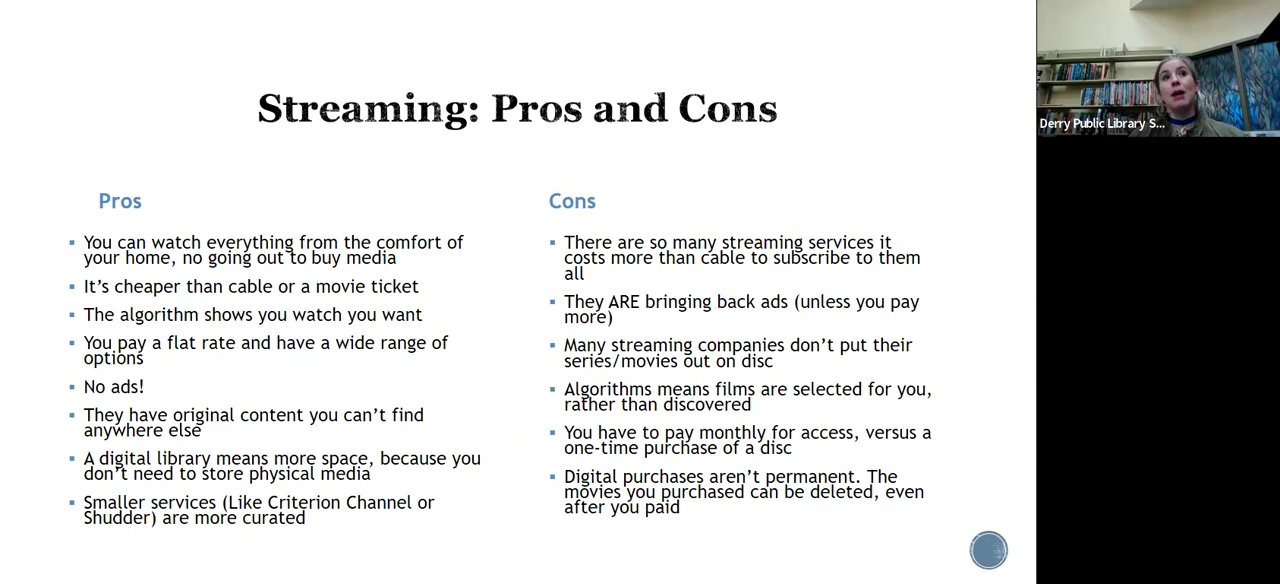 Streaming: Pros and Cons
Pros
▪ You can watch everything from the comfort of
your home, no going out to buy media
▪ It's cheaper than cable or a movie ticket
▪ The algorithm shows you watch you want
▪ You pay a flat rate and have a wide range of
options
▪ No ads!
▪ They have original content you can't find
anywhere else
▪ A digital library means more space, because you
don't need to store physical media
▪ Smaller services (Like Criterion Channel or
Shudder) are more curated
Cons
▪ There are so many streaming services it
costs more than cable to subscribe to them
all
▪ They ARE bringing back ads (unless you pay
more)
▪ Many streaming companies don't put their
series/movies out on disc
▪ Algorithms means films are selected for you,
rather than discovered
▪ You have to pay monthly for access, versus a
one-time purchase of a disc
▪ Digital purchases aren't permanent. The
movies you purchased can be deleted, even
after you paid
Derry Public Library S...